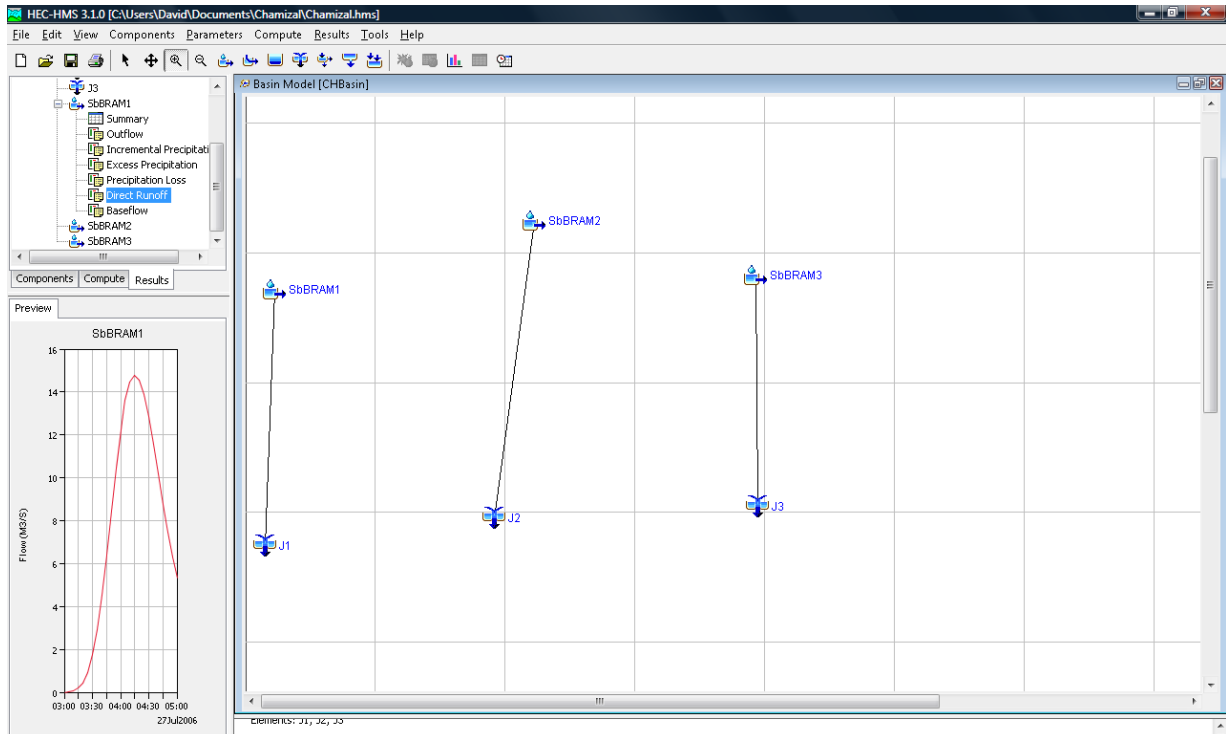 HEC-HMS 3.1.0 [C:\Users\David\Documents\Chamizal\Chamizal.hms]
File Edit View Components Parameters Compute Results Tools Help
J3
SbBRAM1
Summary
Outflow
Incremental Precipitati
Excess Precipitation
Precipitation Loss
Direct Runoff
Baseflow
SbBRAM2
SbBRAM3
Components Compute Results
Preview
SbBRAM1
Flow (M3/S)
16
14
12
10
8
6
4
2
0
03:00 03:30 04:00 04:30 05:00
27Jul2006
Basin Model [CHBasin]
SbBRAM2
SbBRAM3
SbBRAM1
J3
J2
J1
Elements: J1, J2, J3